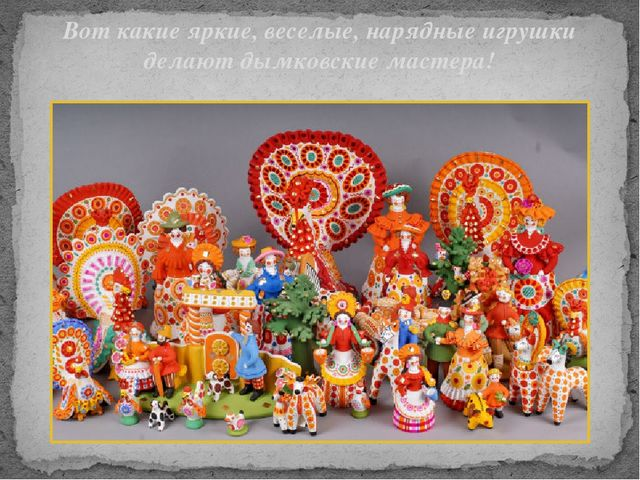 Вот какие яркие, веселые, нарядные игрушки
делают дымковские мастера!